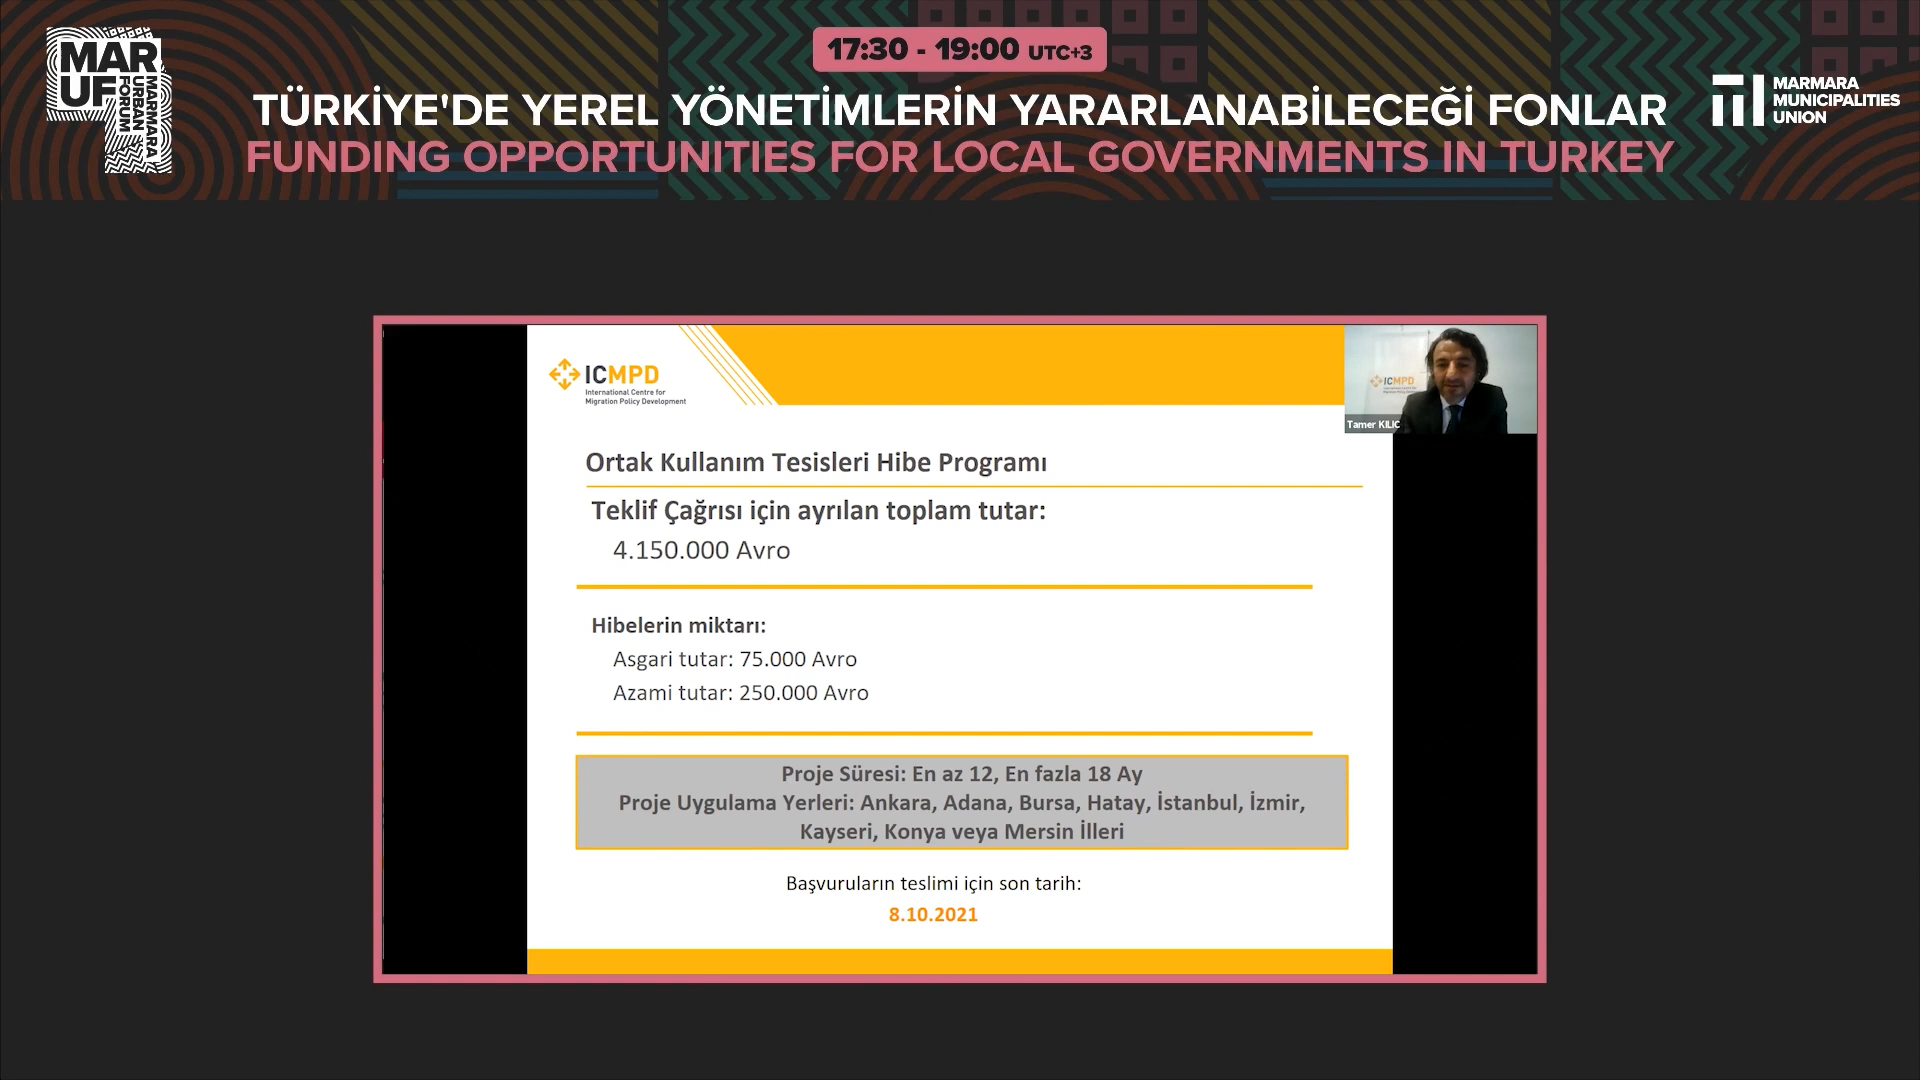 MAR
UF
MARMARA
URBAN
FORUM
17:30 - 19:00 UTC+3
TÜRKİYE'DE YEREL YÖNETİMLERİN YARARLANABİLECEĞİ FONLAR
FUNDING OPPORTUNITIES FOR LOCAL GOVERNMENTS IN TURKEY
MARMARA
MUNICIPALITIES
UNION
ICMPD
International Centre for
Migration Policy Development
ICMPD
Tamer KILIC
Ortak Kullanım Tesisleri Hibe Programı
Teklif Çağrısı için ayrılan toplam tutar:
4.150.000 Avro
Hibelerin miktarı:
Asgari tutar: 75.000 Avro
Azami tutar: 250.000 Avro
Proje Süresi: En az 12, En fazla 18 Ay
Proje Uygulama Yerleri: Ankara, Adana, Bursa, Hatay, İstanbul, İzmir,
Kayseri, Konya veya Mersin İlleri
Başvuruların teslimi için son tarih:
8.10.2021